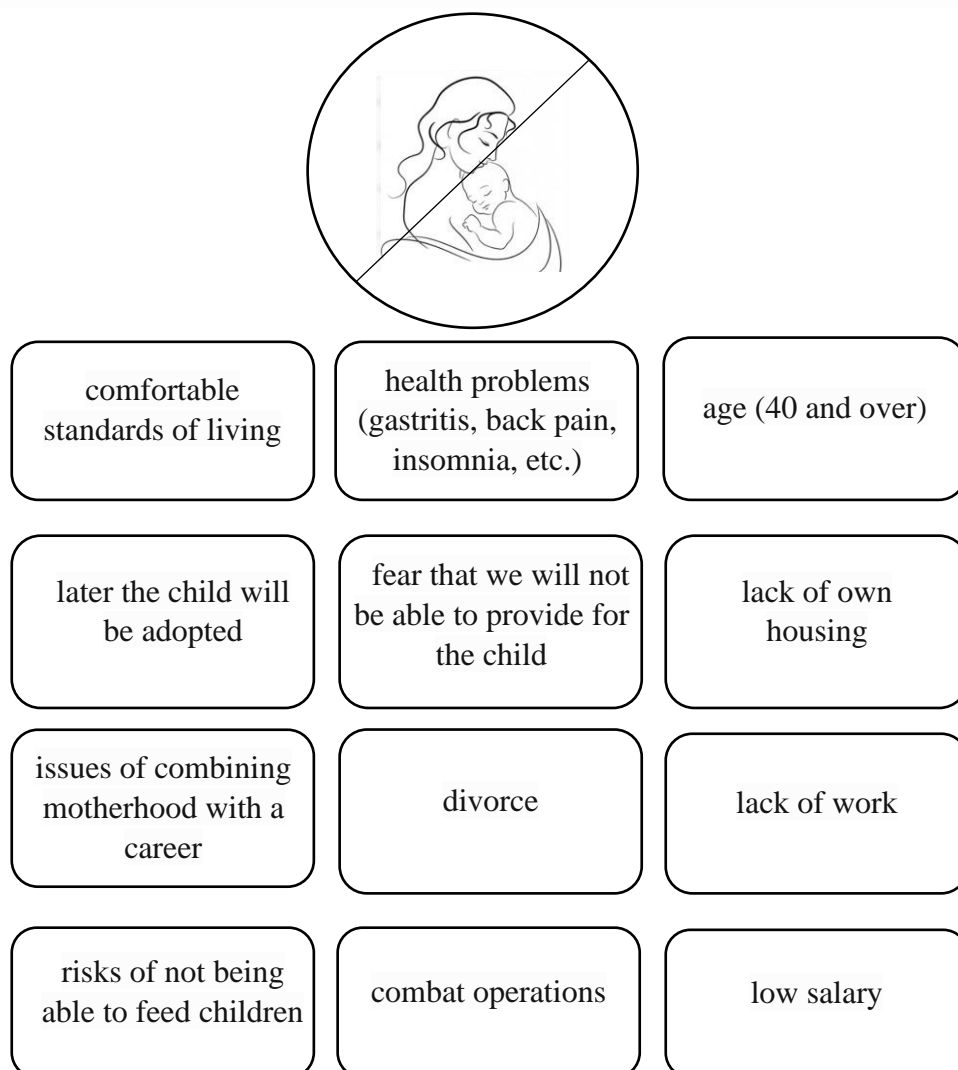 comfortable
standards of living
health problems
(gastritis, back pain,
insomnia, etc.)
age (40 and over)
later the child will
be adopted
fear that we will not
be able to provide for
the child
lack of own
housing
issues of combining
motherhood with a
career
divorce
lack of work
risks of not being
able to feed children
combat operations
low salary